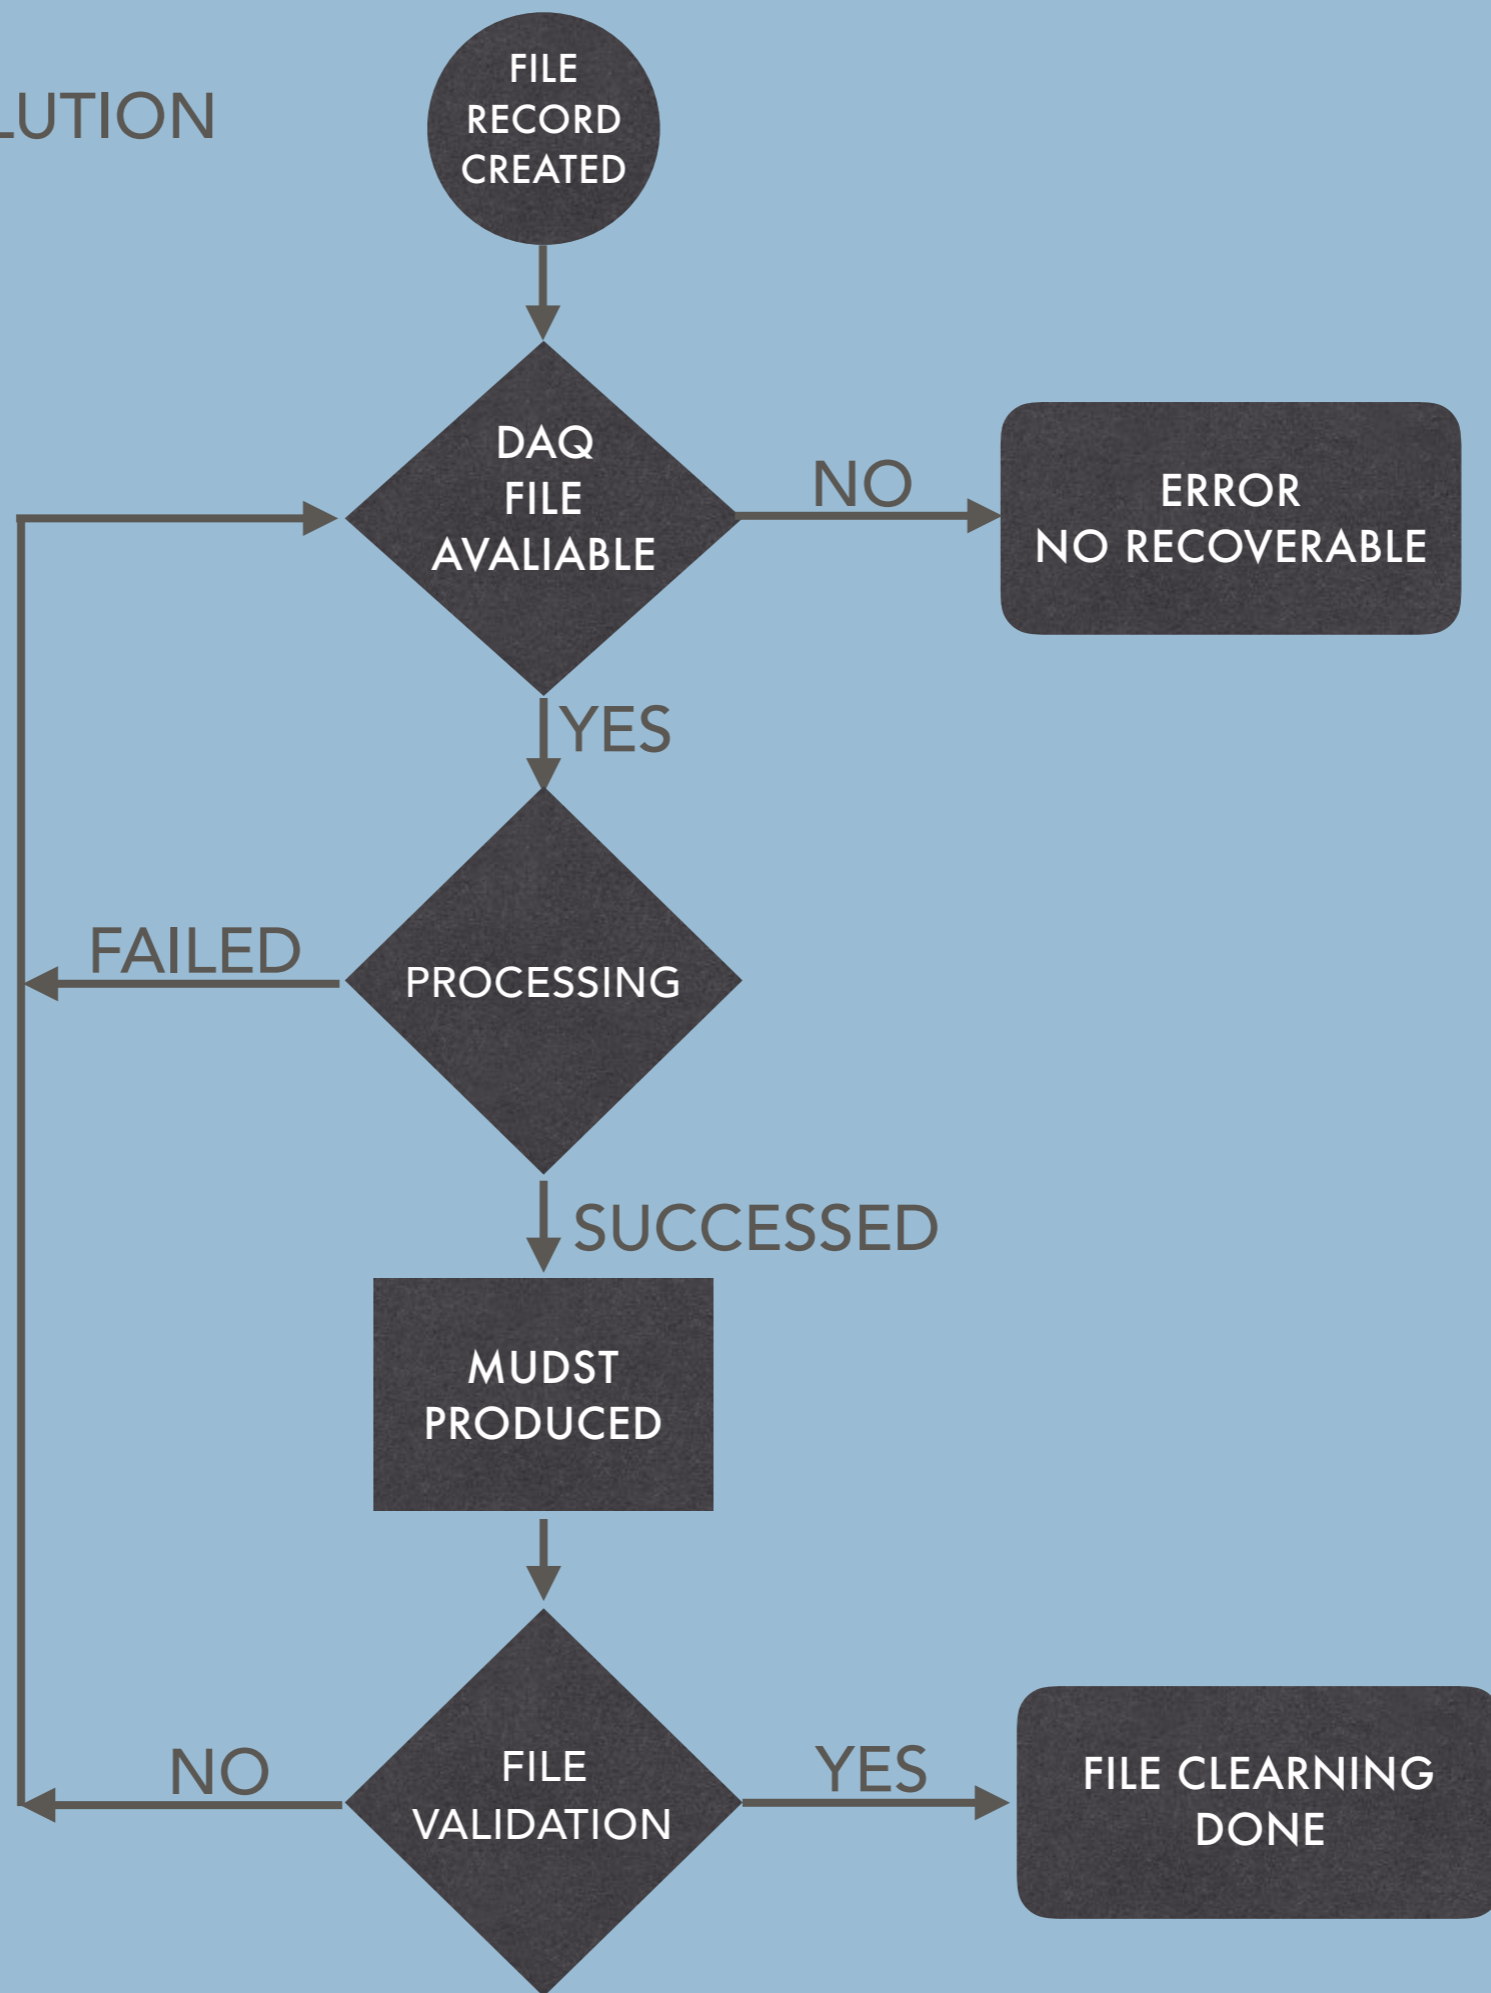 LUTION
FILE
RECORD
CREATED
DAQ
FILE
AVALIABLE
NO
ERROR
NO RECOVERABLE
YES
FAILED
PROCESSING
SUCCESSED
MUDST
PRODUCED
NO
FILE
VALIDATION
YES
FILE CLEARNING
DONE